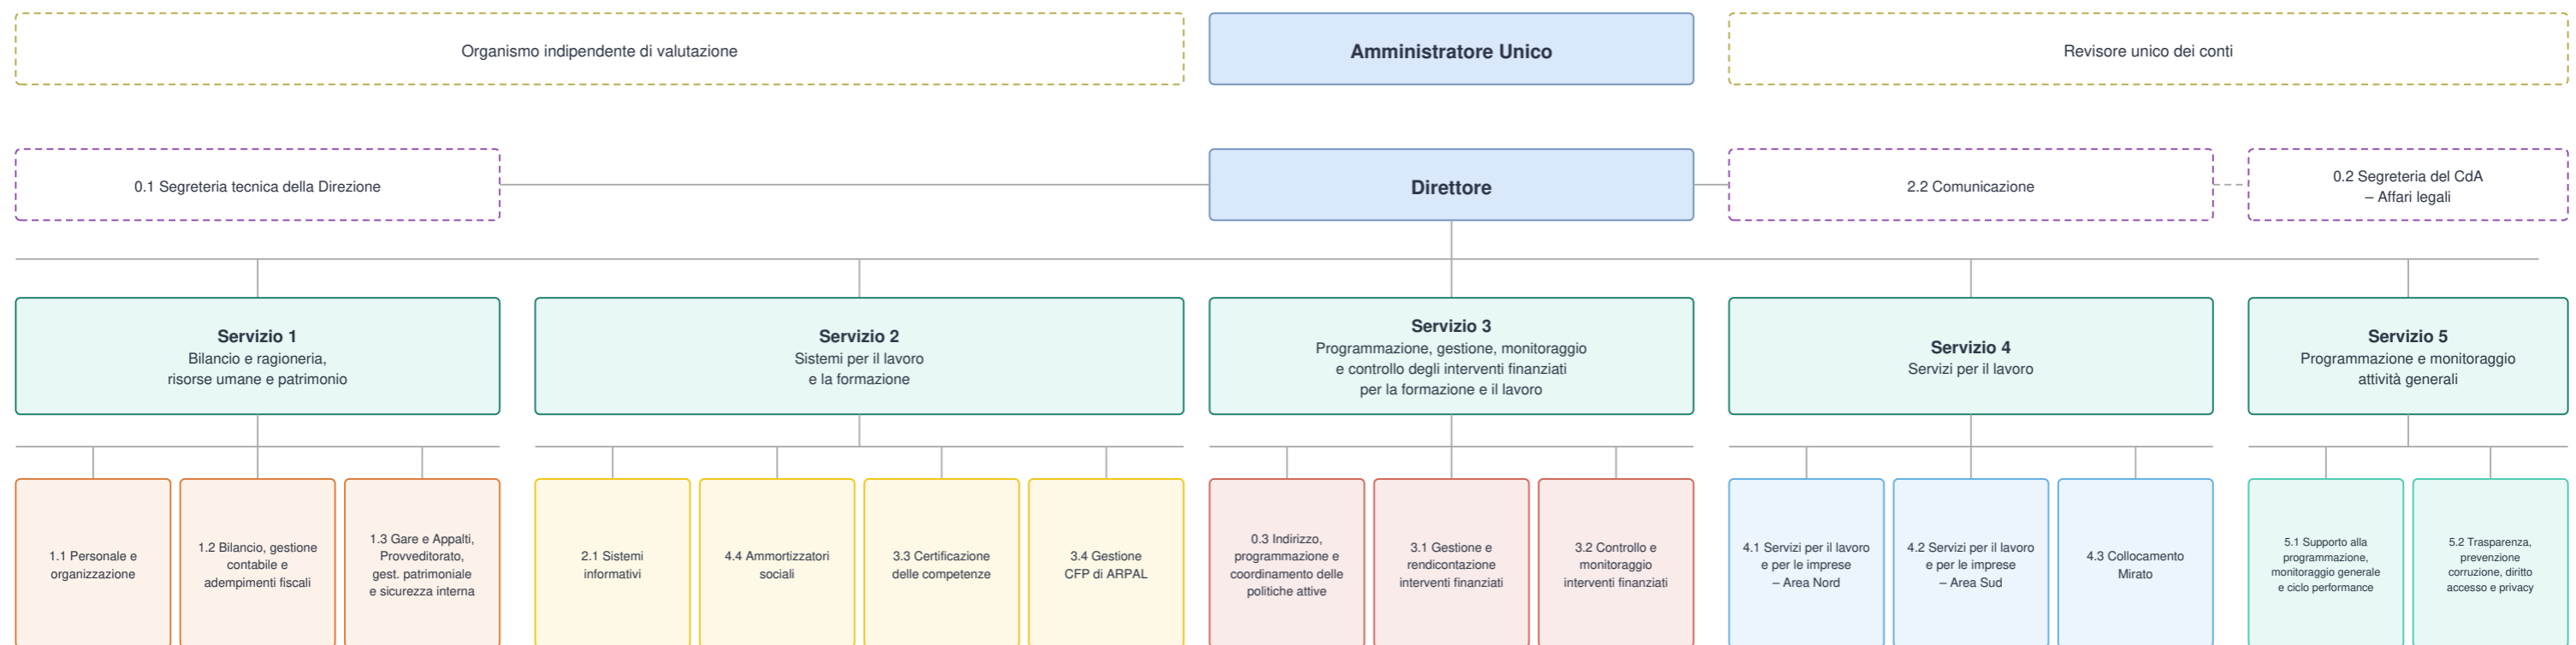 Organismo indipendente di valutazione
Amministratore Unico
Revisore unico dei conti
0.1 Segreteria tecnica della Direzione
Direttore
2.2 Comunicazione
0.2 Segreteria del CdA
– Affari legali
Servizio 1
Bilancio e ragioneria,
risorse umane e patrimonio
Servizio 2
Sistemi per il lavoro
e la formazione
Servizio 3
Programmazione, gestione, monitoraggio
e controllo degli interventi finanziati
per la formazione e il lavoro
Servizio 4
Servizi per il lavoro
Servizio 5
Programmazione e monitoraggio
attività generali
1.1 Personale e
organizzazione
1.2 Bilancio, gestione
contabile e
adempimenti fiscali
1.3 Gare e Appalti,
Provveditorato,
gest. patrimoniale
e sicurezza interna
2.1 Sistemi
informativi
4.4 Ammortizzatori
sociali
3.3 Certificazione
delle competenze
3.4 Gestione
CFP di ARPAL
0.3 Indirizzo,
programmazione e
coordinamento delle
politiche attive
3.1 Gestione e
rendicontazione
interventi finanziati
3.2 Controllo e
monitoraggio
interventi finanziati
4.1 Servizi per il lavoro
e per le imprese
– Area Nord
4.2 Servizi per il lavoro
e per le imprese
– Area Sud
4.3 Collocamento
Mirato
5.1 Supporto alla
programmazione,
monitoraggio generale
e ciclo performance
5.2 Trasparenza,
prevenzione
corruzione, diritto
accesso e privacy